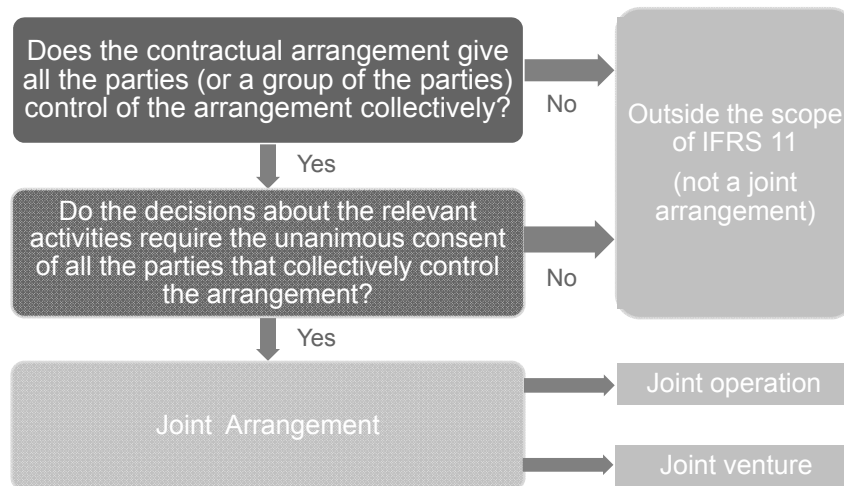 Does the contractual arrangement give
all the parties (or a group of the parties)
control of the arrangement collectively?
No
Outside the scope
of IFRS 11
(not a joint
arrangement)
Yes
Do the decisions about the relevant
activities require the unanimous consent
of all the parties that collectively control
the arrangement?
No
Yes
Joint Arrangement
Joint operation
Joint venture